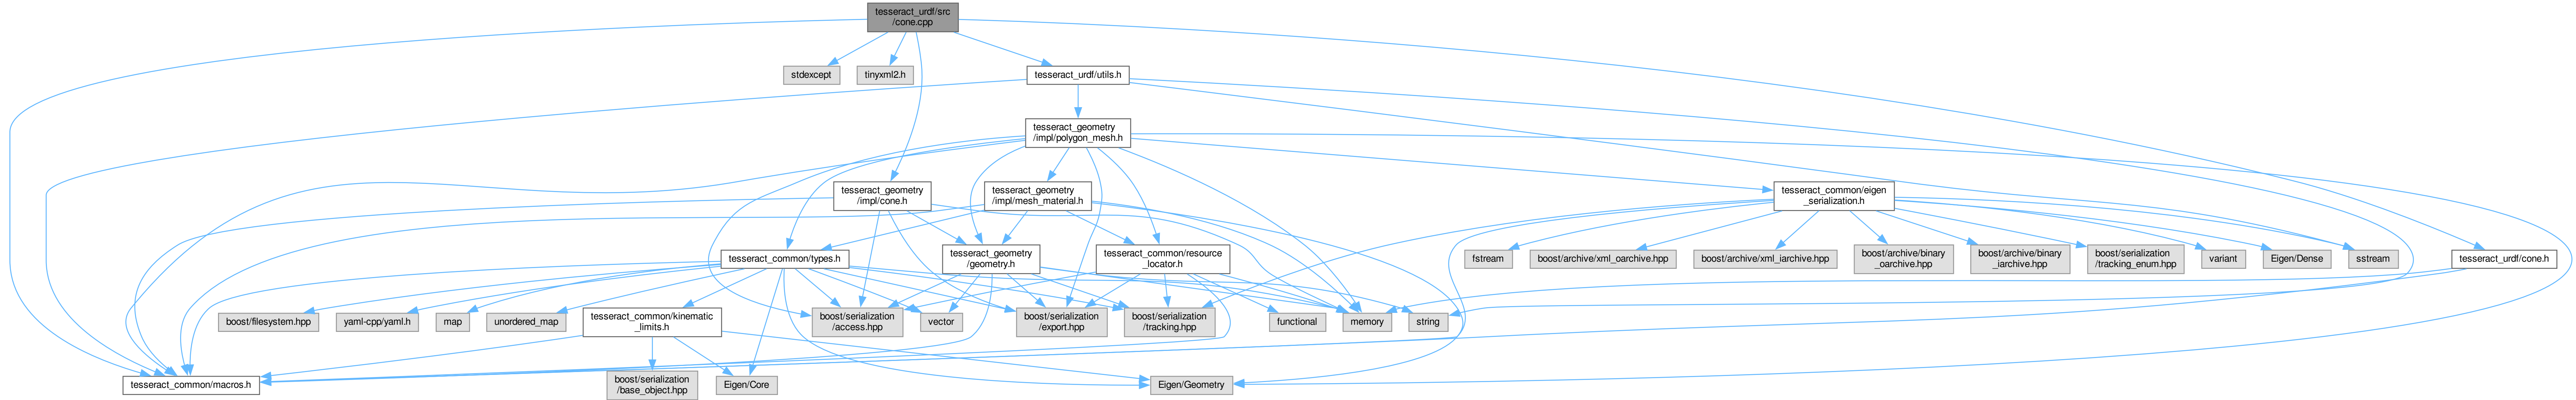 tesseract_urdf/src
/cone.cpp
stdexcept
tinyxml2.h
tesseract_urdf/utils.h
tesseract_geometry
/impl/polygon_mesh.h
tesseract_geometry
/impl/cone.h
tesseract_geometry
/impl/mesh_material.h
tesseract_common/eigen
_serialization.h
tesseract_common/types.h
tesseract_geometry
/geometry.h
tesseract_common/resource
_locator.h
fstream
boost/archive/xml_oarchive.hpp
boost/archive/xml_iarchive.hpp
boost/archive/binary
_oarchive.hpp
boost/archive/binary
_iarchive.hpp
boost/serialization
/tracking_enum.hpp
variant
Eigen/Dense
sstream
tesseract_urdf/cone.h
boost/filesystem.hpp
yaml-cpp/yaml.h
map
unordered_map
tesseract_common/kinematic
_limits.h
boost/serialization
/access.hpp
vector
boost/serialization
/export.hpp
boost/serialization
/tracking.hpp
functional
memory
string
tesseract_common/macros.h
boost/serialization
/base_object.hpp
Eigen/Core
Eigen/Geometry